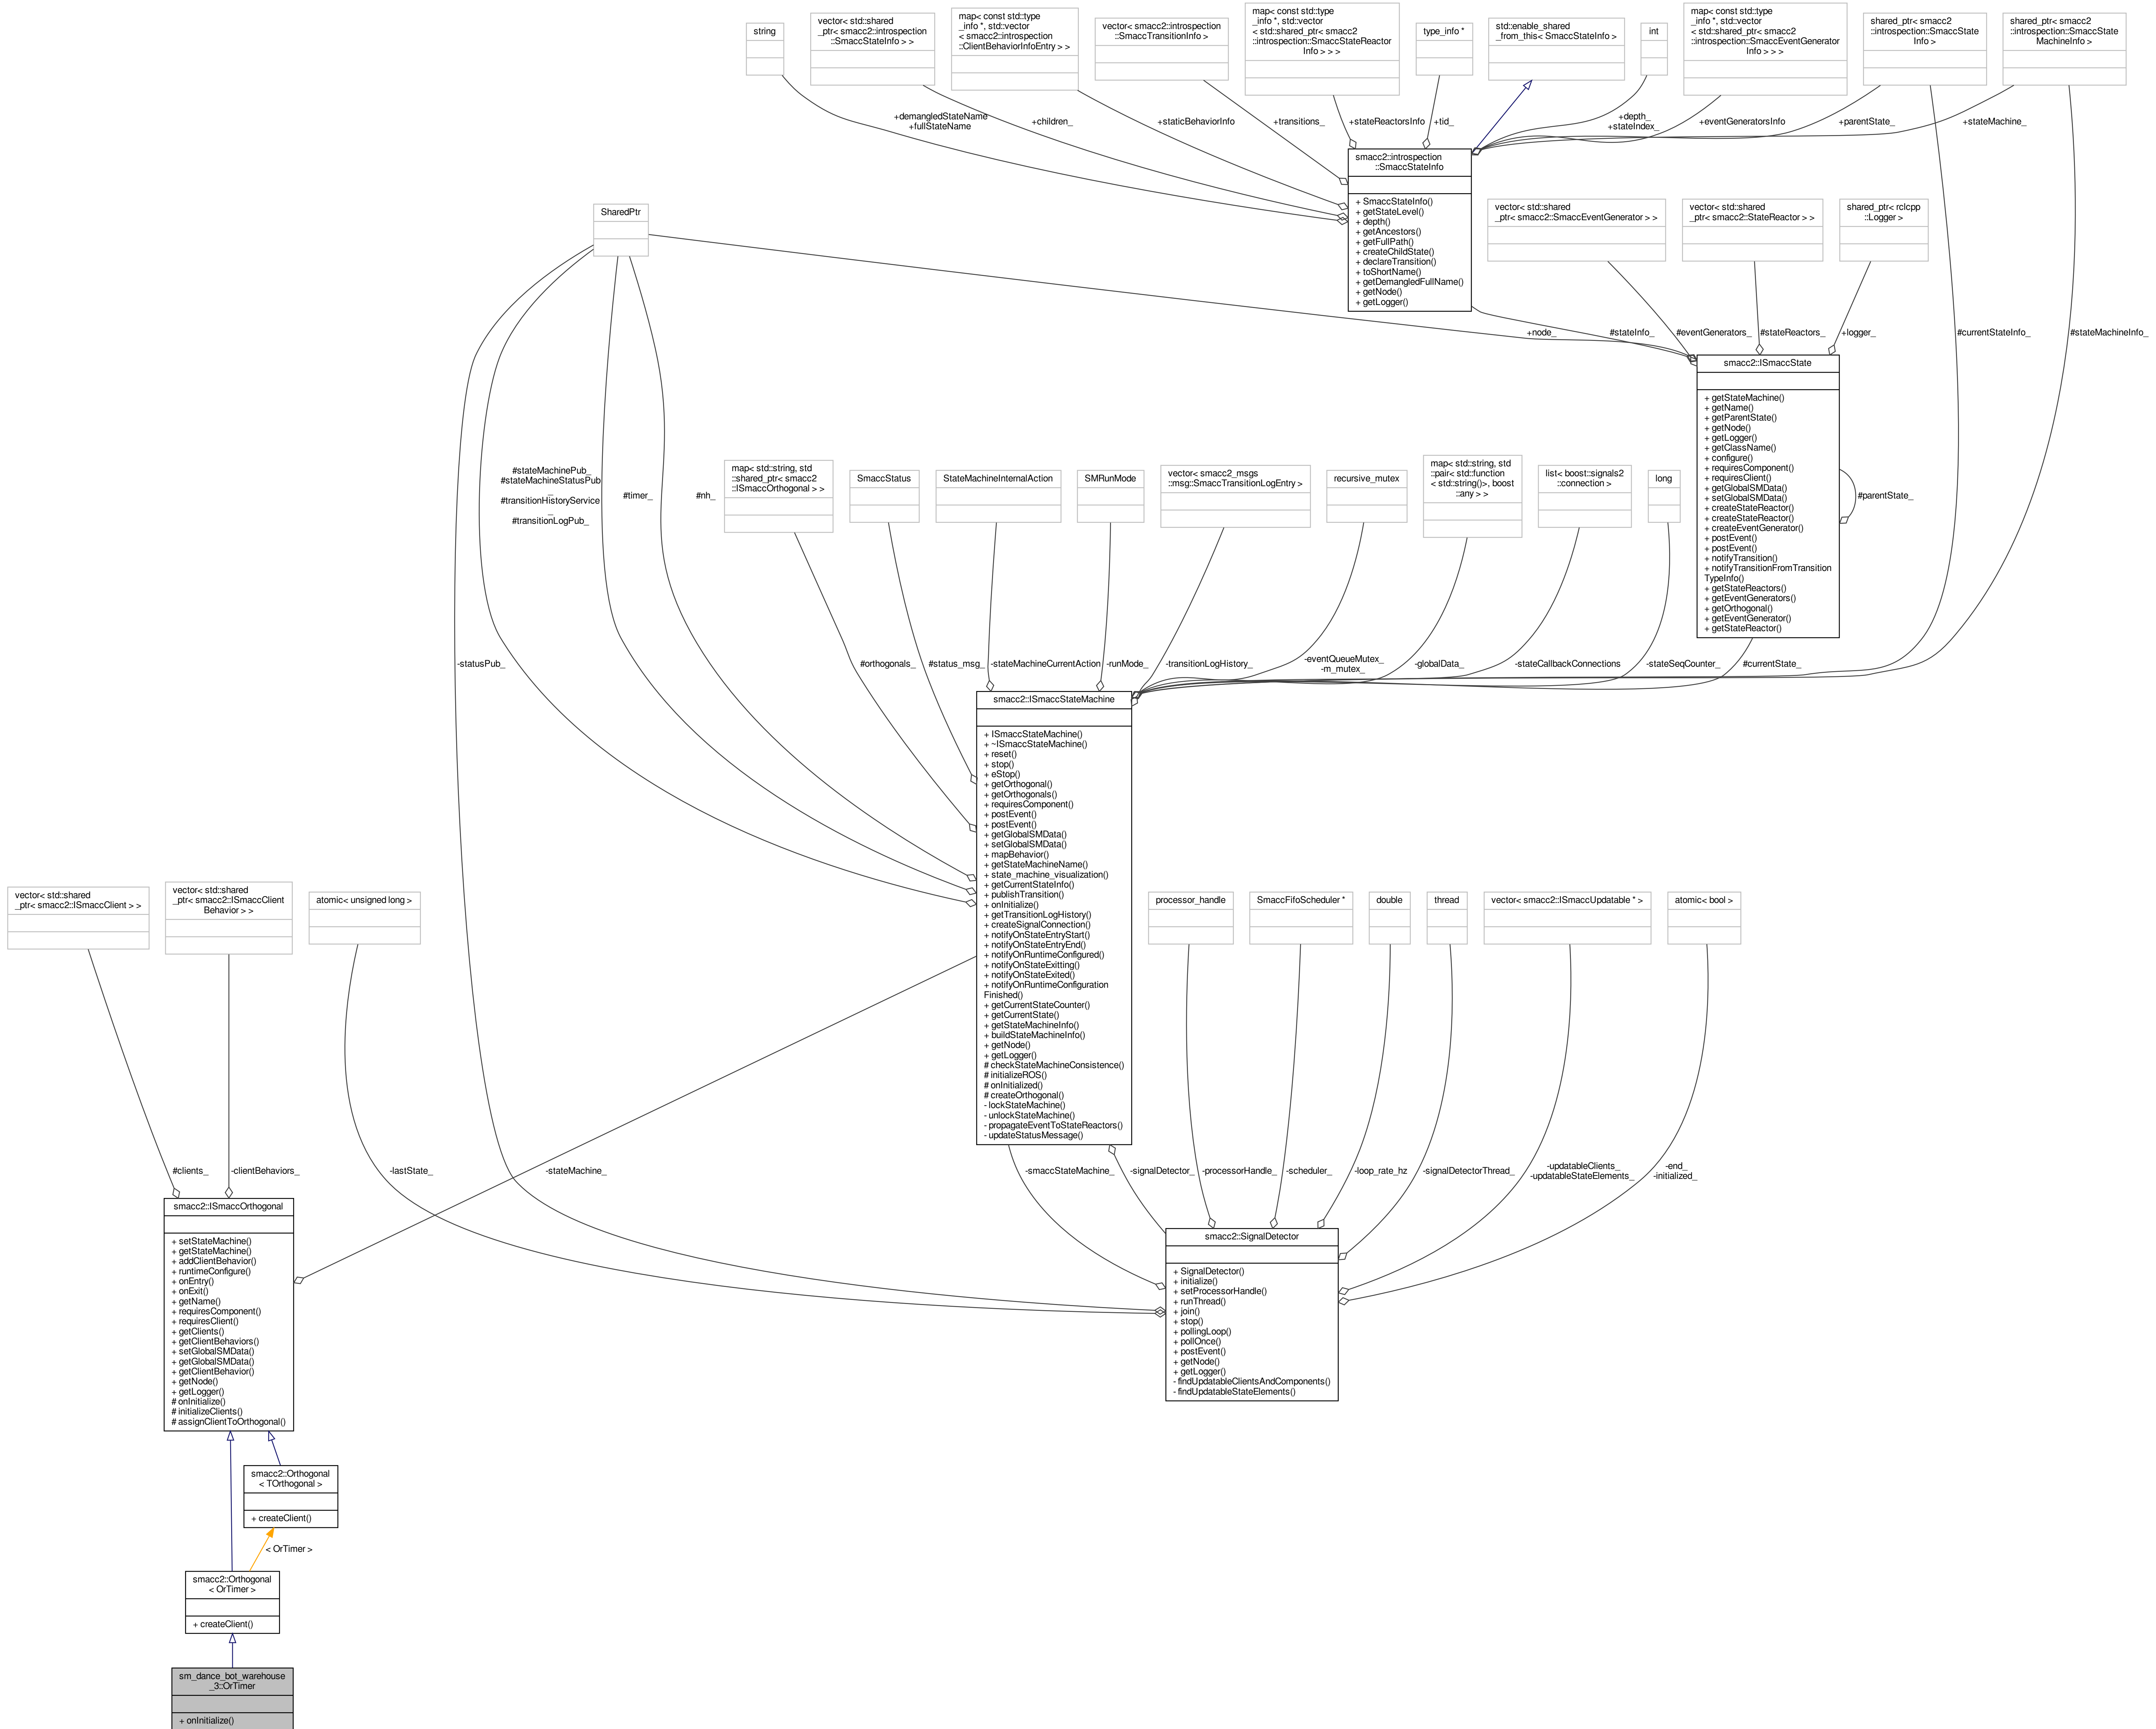 string
vector< std::shared
_ptr< smacc2::introspection
::SmaccStateInfo > >
map< const std::type
_info *, std::vector
< smacc2::introspection
::ClientBehaviorInfoEntry > >
vector< smacc2::introspection
::SmaccTransitionInfo >
map< const std::type
_info *, std::vector
< std::shared_ptr< smacc2
::introspection::SmaccStateReactor
Info > > >
type_info *
std::enable_shared
_from_this< SmaccStateInfo >
int
map< const std::type
_info *, std::vector
< std::shared_ptr< smacc2
::introspection::SmaccEventGenerator
Info > > >
shared_ptr< smacc2
::introspection::SmaccState
Info >
shared_ptr< smacc2
::introspection::SmaccState
MachineInfo >
+demangledStateName
+fullStateName
+children_
+staticBehaviorInfo
+transitions_
+stateReactorsInfo
+tid_
+depth_
+stateIndex_
+eventGeneratorsInfo
+parentState_
+stateMachine_
smacc2::introspection
::SmaccStateInfo
+ SmaccStateInfo()
+ getStateLevel()
+ depth()
+ getAncestors()
+ getFullPath()
+ createChildState()
+ declareTransition()
+ toShortName()
+ getDemangledFullName()
+ getNode()
+ getLogger()
SharedPtr
vector< std::shared
_ptr< smacc2::SmaccEventGenerator > >
vector< std::shared
_ptr< smacc2::StateReactor > >
shared_ptr< rclcpp
::Logger >
+node_
#stateInfo_
#eventGenerators_
#stateReactors_
+logger_
#currentStateInfo_
#stateMachineInfo_
smacc2::ISmaccState
+ getStateMachine()
+ getName()
+ getParentState()
+ getNode()
+ getLogger()
+ getClassName()
+ configure()
+ requiresComponent()
+ requiresClient()
+ getGlobalSMData()
+ setGlobalSMData()
+ createStateReactor()
+ createStateReactor()
+ createEventGenerator()
+ postEvent()
+ postEvent()
+ notifyTransition()
+ notifyTransitionFromTransition
TypeInfo()
+ getStateReactors()
+ getEventGenerators()
+ getOrthogonal()
+ getEventGenerator()
+ getStateReactor()
#parentState_
#stateMachinePub_
#stateMachineStatusPub
_
#transitionHistoryService
_
#transitionLogPub_
#timer_
#nh_
map< std::string, std
::shared_ptr< smacc2
::ISmaccOrthogonal > >
SmaccStatus
StateMachineInternalAction
SMRunMode
vector< smacc2_msgs
::msg::SmaccTransitionLogEntry >
recursive_mutex
map< std::string, std
::pair< std::function
< std::string()>, boost
::any > >
list< boost::signals2
::connection >
long
-statusPub_
#orthogonals_
#status_msg_
-stateMachineCurrentAction
-runMode_
-transitionLogHistory_
-eventQueueMutex_
-m_mutex_
-globalData_
-stateCallbackConnections
-stateSeqCounter_
#currentState_
smacc2::ISmaccStateMachine
+ ISmaccStateMachine()
+ ~ISmaccStateMachine()
+ reset()
+ stop()
+ eStop()
+ getOrthogonal()
+ getOrthogonals()
+ requiresComponent()
+ postEvent()
+ postEvent()
+ getGlobalSMData()
+ setGlobalSMData()
+ mapBehavior()
+ getStateMachineName()
+ state_machine_visualization()
+ getCurrentStateInfo()
+ publishTransition()
+ onInitialize()
+ getTransitionLogHistory()
+ createSignalConnection()
+ notifyOnStateEntryStart()
+ notifyOnStateEntryEnd()
+ notifyOnRuntimeConfigured()
+ notifyOnStateExitting()
+ notifyOnStateExited()
+ notifyOnRuntimeConfiguration
Finished()
+ getCurrentStateCounter()
+ getCurrentState()
+ getStateMachineInfo()
+ buildStateMachineInfo()
+ getNode()
+ getLogger()
# checkStateMachineConsistence()
# initializeROS()
# onInitialized()
# createOrthogonal()
- lockStateMachine()
- unlockStateMachine()
- propagateEventToStateReactors()
- updateStatusMessage()
vector< std::shared
_ptr< smacc2::ISmaccClient > >
vector< std::shared
_ptr< smacc2::ISmaccClient
Behavior > >
atomic< unsigned long >
processor_handle
SmaccFifoScheduler *
double
thread
vector< smacc2::ISmaccUpdatable * >
atomic< bool >
#clients_
-clientBehaviors_
-lastState_
-stateMachine_
-smaccStateMachine_
-signalDetector_
-processorHandle_
-scheduler_
-loop_rate_hz
-signalDetectorThread_
-updatableClients_
-updatableStateElements_
-end_
-initialized_
smacc2::ISmaccOrthogonal
+ setStateMachine()
+ getStateMachine()
+ addClientBehavior()
+ runtimeConfigure()
+ onEntry()
+ onExit()
+ getName()
+ requiresComponent()
+ requiresClient()
+ getClients()
+ getClientBehaviors()
+ setGlobalSMData()
+ getGlobalSMData()
+ getClientBehavior()
+ getNode()
+ getLogger()
# onInitialize()
# initializeClients()
# assignClientToOrthogonal()
smacc2::SignalDetector
+ SignalDetector()
+ initialize()
+ setProcessorHandle()
+ runThread()
+ join()
+ stop()
+ pollingLoop()
+ pollOnce()
+ postEvent()
+ getNode()
+ getLogger()
- findUpdatableClientsAndComponents()
- findUpdatableStateElements()
smacc2::Orthogonal
< TOrthogonal >
+ createClient()
< OrTimer >
smacc2::Orthogonal
< OrTimer >
+ createClient()
sm_dance_bot_warehouse
_3::OrTimer
+ onInitialize()